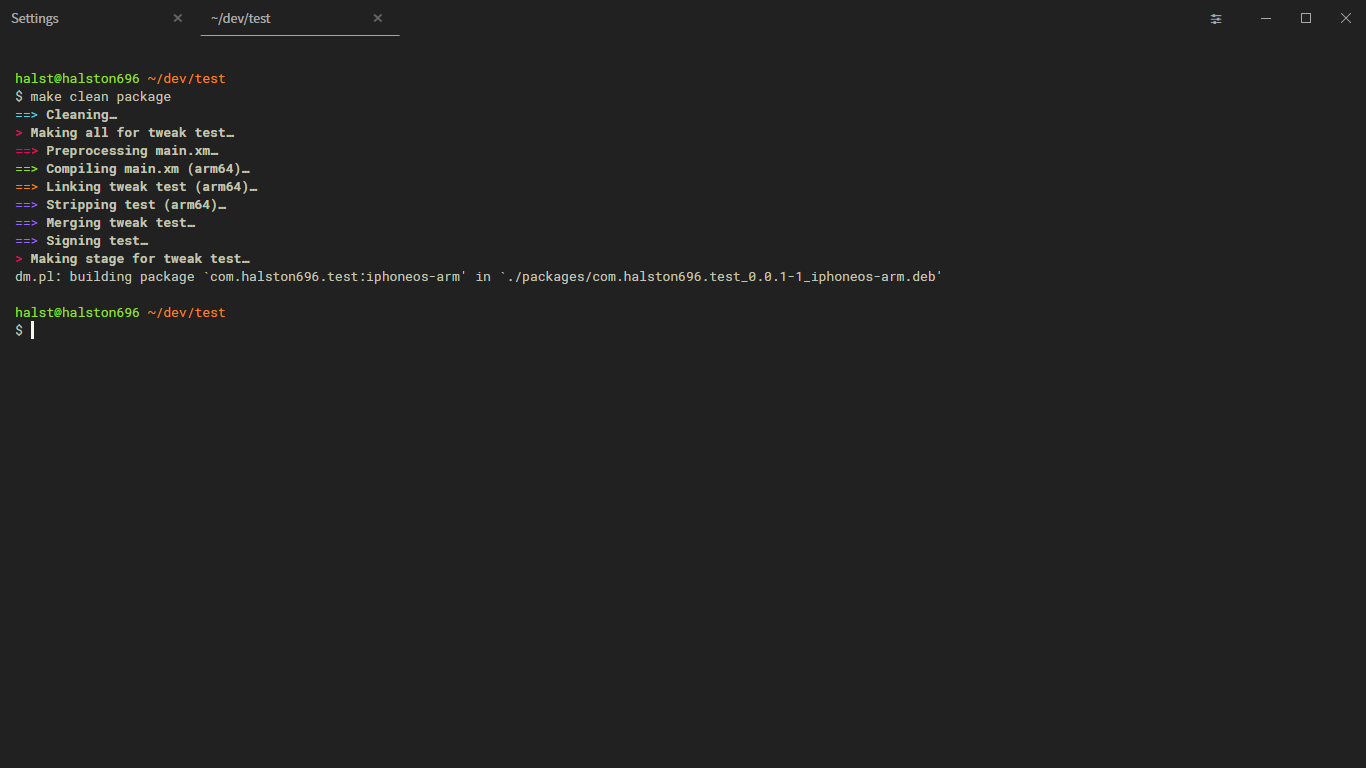 Settings
~/dev/test
halst@halston696 ~/dev/test
$ make clean package
==> Cleaning…
> Making all for tweak test…
==> Preprocessing main.xm…
==> Compiling main.xm (arm64)…
==> Linking tweak test (arm64)…
==> Stripping test (arm64)…
==> Merging tweak test…
==> Signing test…
> Making stage for tweak test…
dm.pl: building package `com.halston696.test:iphoneos-arm' in `./packages/com.halston696.test_0.0.1-1_iphoneos-arm.deb'
halst@halston696 ~/dev/test
$